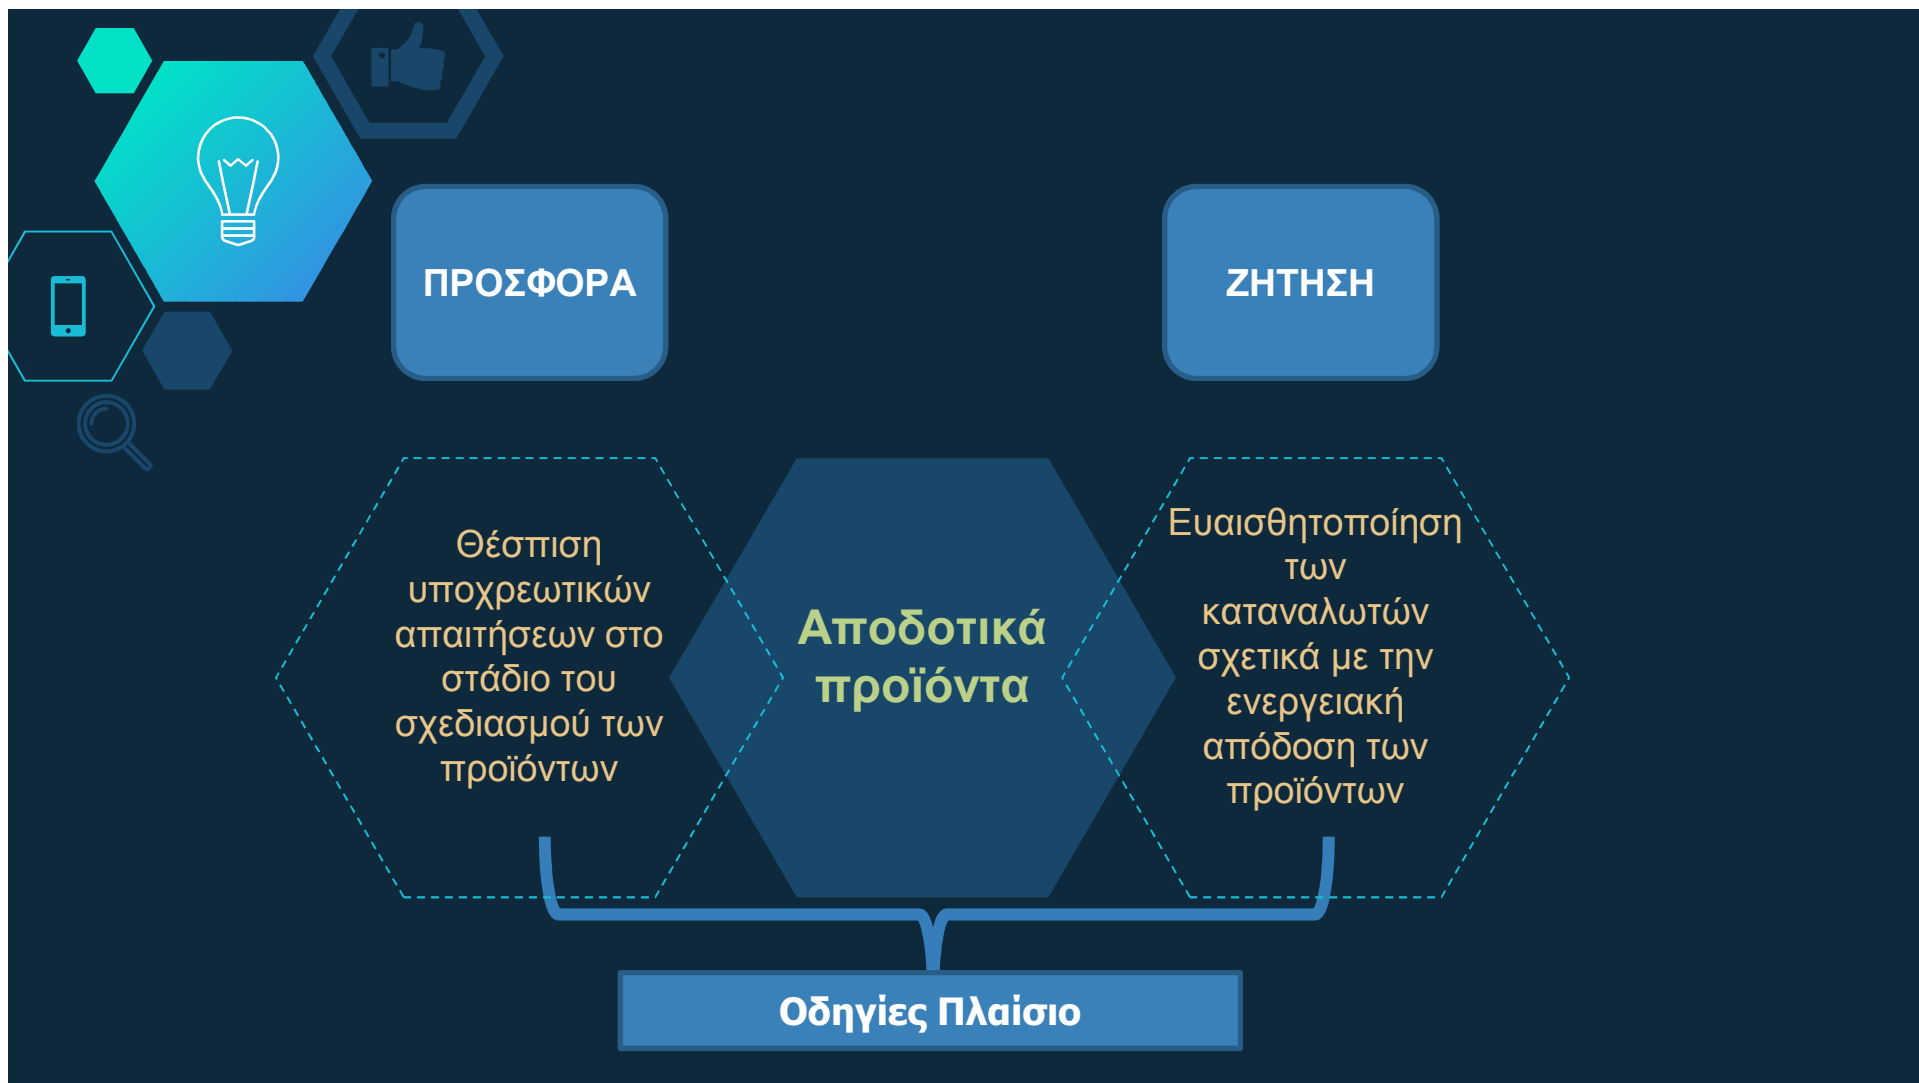 ΠΡΟΣΦΟΡΑ
ΖΗΤΗΣΗ
Θέσπιση
υποχρεωτικών
απαιτήσεων στο
στάδιο του
σχεδιασμού των
προϊόντων
Αποδοτικά
προϊόντα
Ευαισθητοποίηση
των
καταναλωτών
σχετικά με την
ενεργειακή
απόδοση των
προϊόντων
Οδηγίες Πλαίσιο